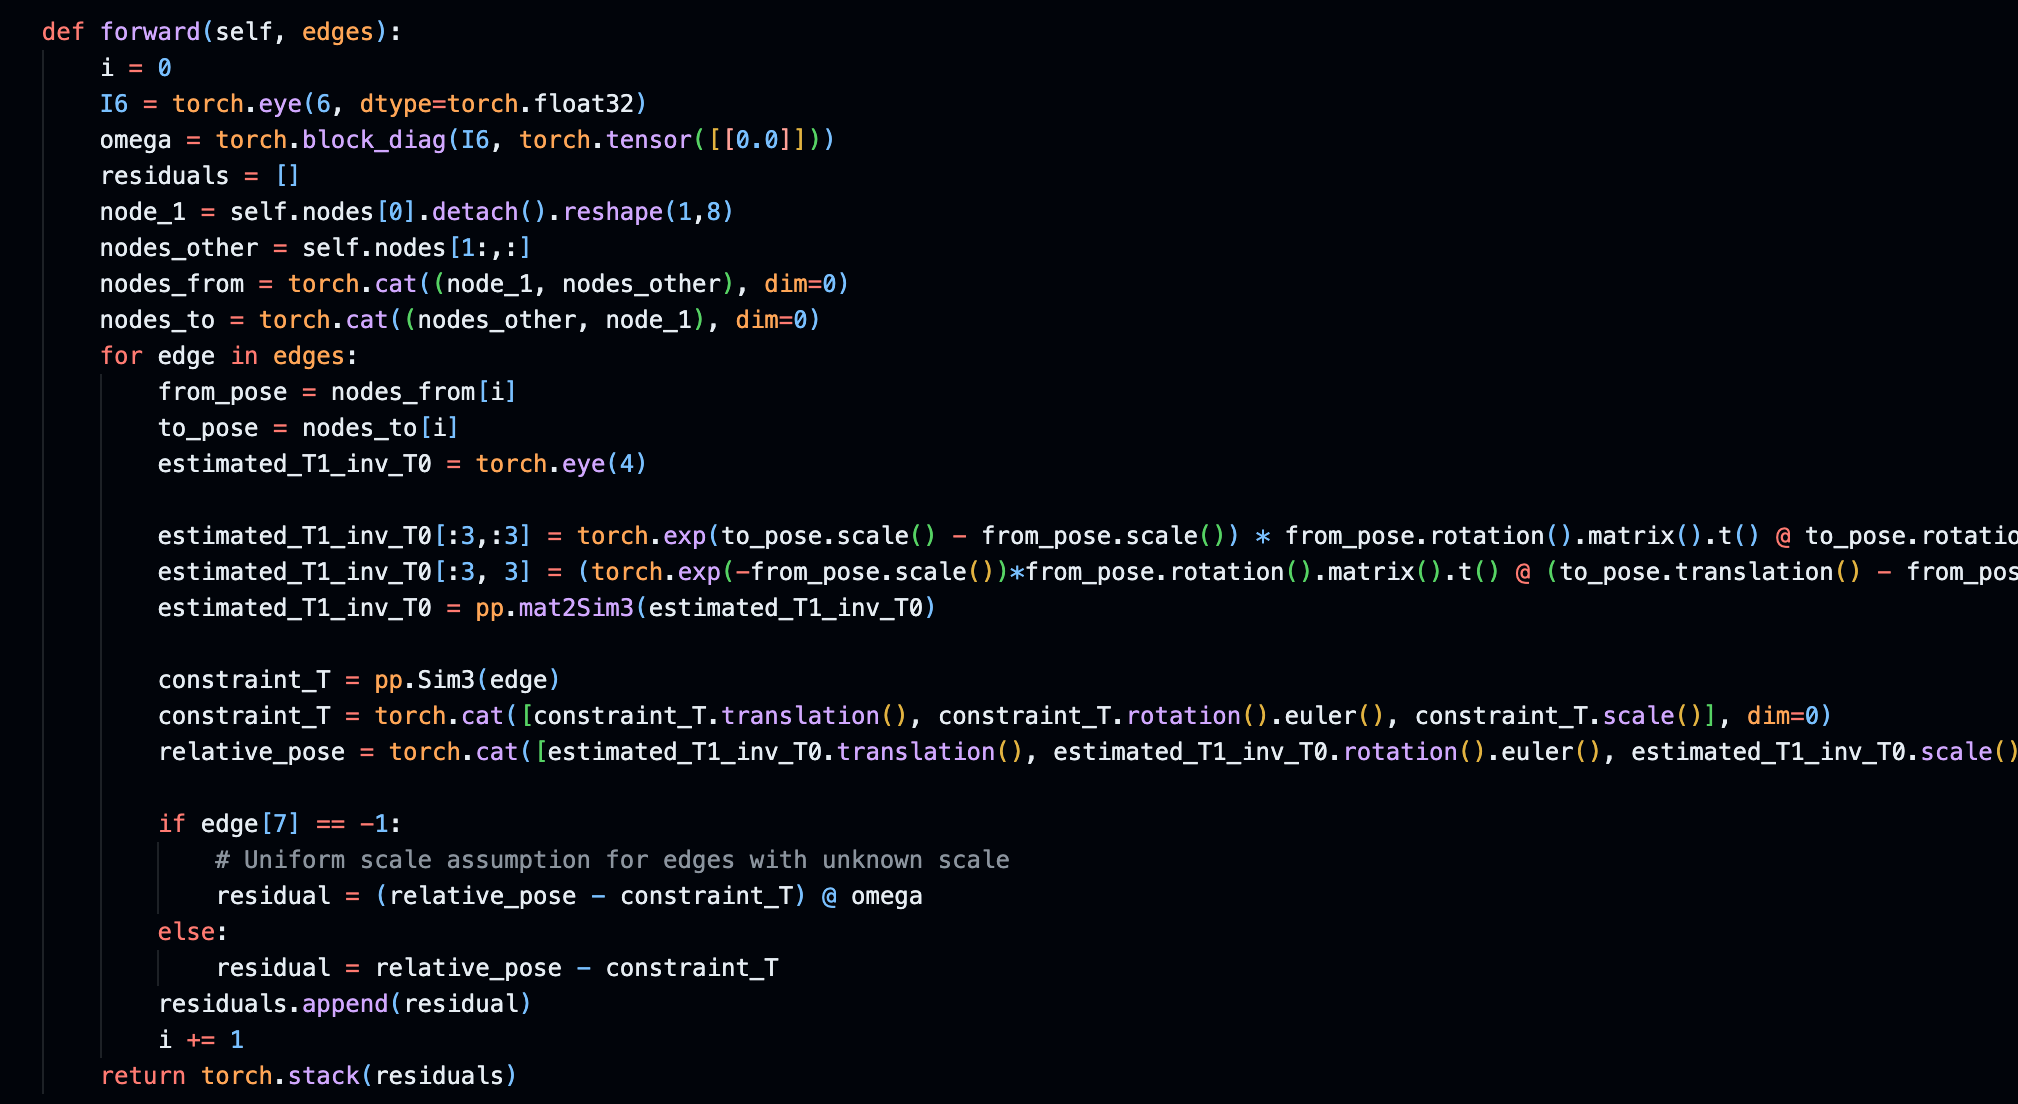 def forward(self, edges):
i = 0
I6 = torch.eye(6, dtype=torch.float32)
omega = torch.block_diag(I6, torch.tensor([[0.0]]))
residuals = []
node_1 = self.nodes[0].detach().reshape(1,8)
nodes_other = self.nodes[1:,:]
nodes_from = torch.cat((node_1, nodes_other), dim=0)
nodes_to = torch.cat((nodes_other, node_1), dim=0)
for edge in edges:
from_pose = nodes_from[i]
to_pose = nodes_to[i]
estimated_T1_inv_T0 = torch.eye(4)
estimated_T1_inv_T0[:3,:3] = torch.exp(to_pose.scale() - from_pose.scale()) * from_pose.rotation().matrix().t() @ to_pose.rotatio
estimated_T1_inv_T0[:3, 3] = (torch.exp(-from_pose.scale())*from_pose.rotation().matrix().t() @ (to_pose.translation() - from_pos
estimated_T1_inv_T0 = pp.mat2Sim3(estimated_T1_inv_T0)
constraint_T = pp.Sim3(edge)
constraint_T = torch.cat([constraint_T.translation(), constraint_T.rotation().euler(), constraint_T.scale()], dim=0)
relative_pose = torch.cat([estimated_T1_inv_T0.translation(), estimated_T1_inv_T0.rotation().euler(), estimated_T1_inv_T0.scale()
if edge[7] == -1:
# Uniform scale assumption for edges with unknown scale
residual = (relative_pose - constraint_T) @ omega
else:
residual = relative_pose - constraint_T
residuals.append(residual)
i += 1
return torch.stack(residuals)